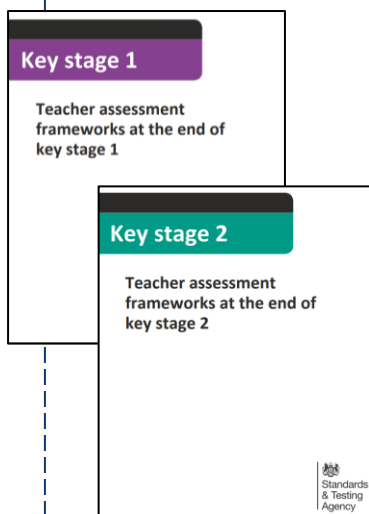 Key stage 1
Teacher assessment
frameworks at the end of
key stage 1
Key stage 2
Teacher assessment
frameworks at the end of
key stage 2
Standards
& Testing
Agency